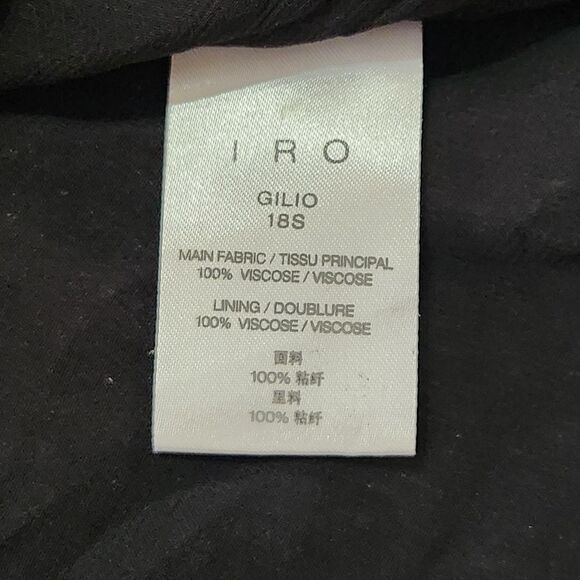 IRO
GILIO
18S
MAIN FABRIC / TISSU PRINCIPAL
100% VISCOSE / VISCOSE
LINING / DOUBLURE
100% VISCOSE / VISCOSE
面料
100% 粘纤
里料
100% 粘纤